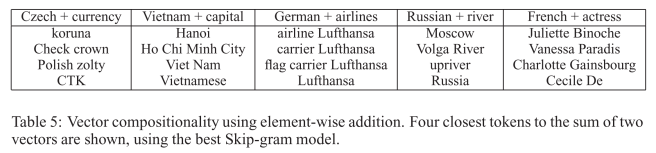 Czech + currency Vietnam + capital German + airlines Russian + river French + actress
koruna Hanoi airline Lufthansa Moscow Juliette Binoche
Check crown Ho Chi Minh City carrier Lufthansa Volga River Vanessa Paradis
Polish zolty Viet Nam flag carrier Lufthansa upriver Charlotte Gainsbourg
CTK Vietnamese Lufthansa Russia Cecile De
Table 5: Vector compositionality using element-wise addition. Four closest tokens to the sum of two
vectors are shown, using the best Skip-gram model.